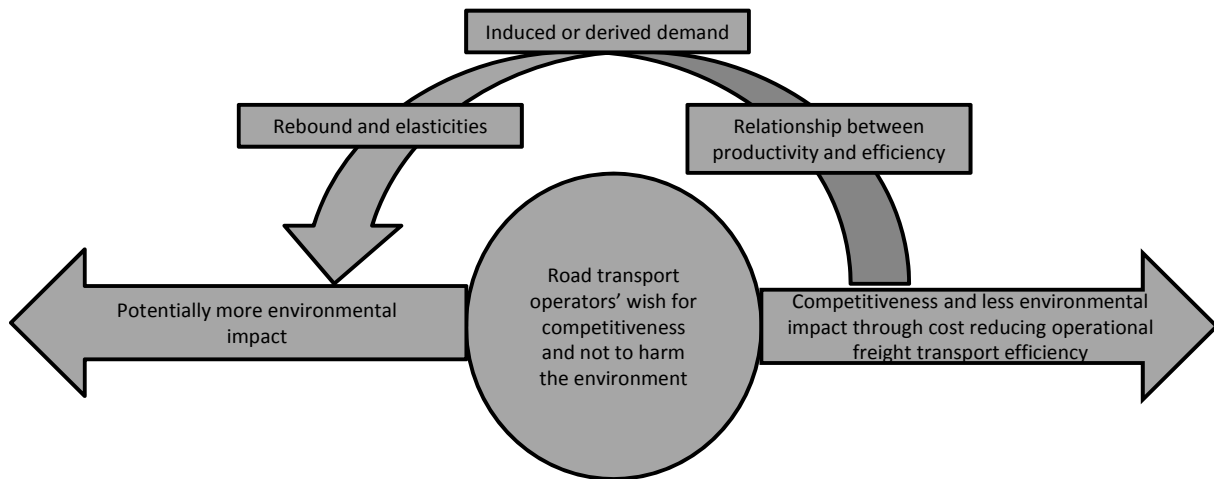 Induced or derived demand
Rebound and elasticities
Relationship between
productivity and efficiency
Potentially more environmental
impact
Road transport
operators’ wish for
competitiveness
and not to harm
the environment
Competitiveness and less environmental
impact through cost reducing operational
freight transport efficiency